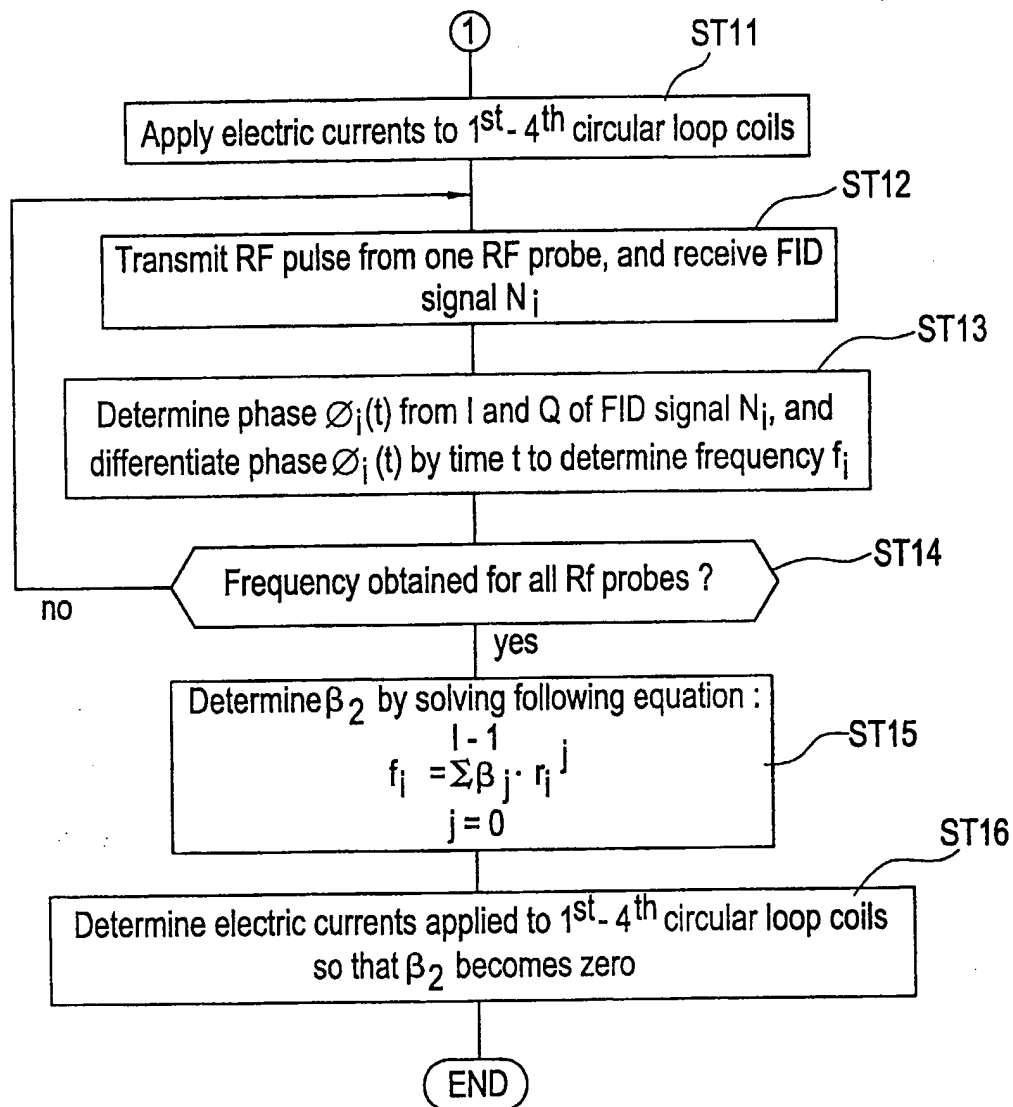 1
ST11
Apply electric currents to 1st - 4th circular loop coils
ST12
Transmit RF pulse from one RF probe, and receive FID
signal Ni
ST13
Determine phase ∅i(t) from I and Q of FID signal Ni, and
differentiate phase ∅i (t) by time t to determine frequency fi
ST14
Frequency obtained for all Rf probes ?
no
yes
Determine β2 by solving following equation :
ST15
I - 1
fi = Σ βj · ri^j
j = 0
ST16
Determine electric currents applied to 1st - 4th circular loop coils
so that β2 becomes zero
END